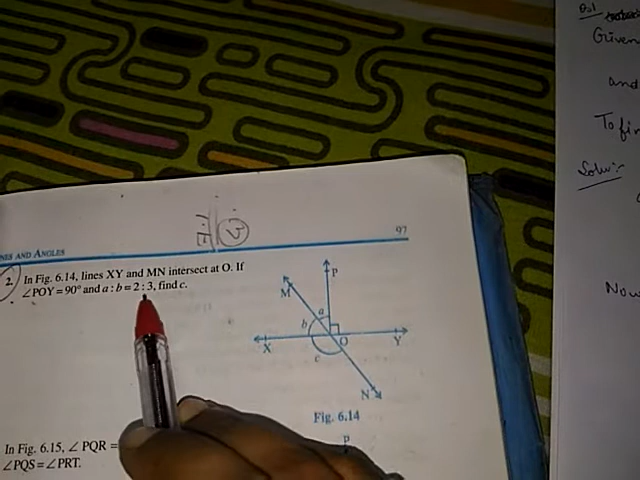 97
NES AND ANGLES
2. In Fig. 6.14, lines XY and MN intersect at O. If
∠POY = 90° and a : b = 2 : 3, find c.
P
M
a
b
X
O
Y
c
N
Fig. 6.14
P
In Fig. 6.15, ∠ PQR =
∠PQS = ∠PRT.
Given
and
To fin
Solu:-
Now